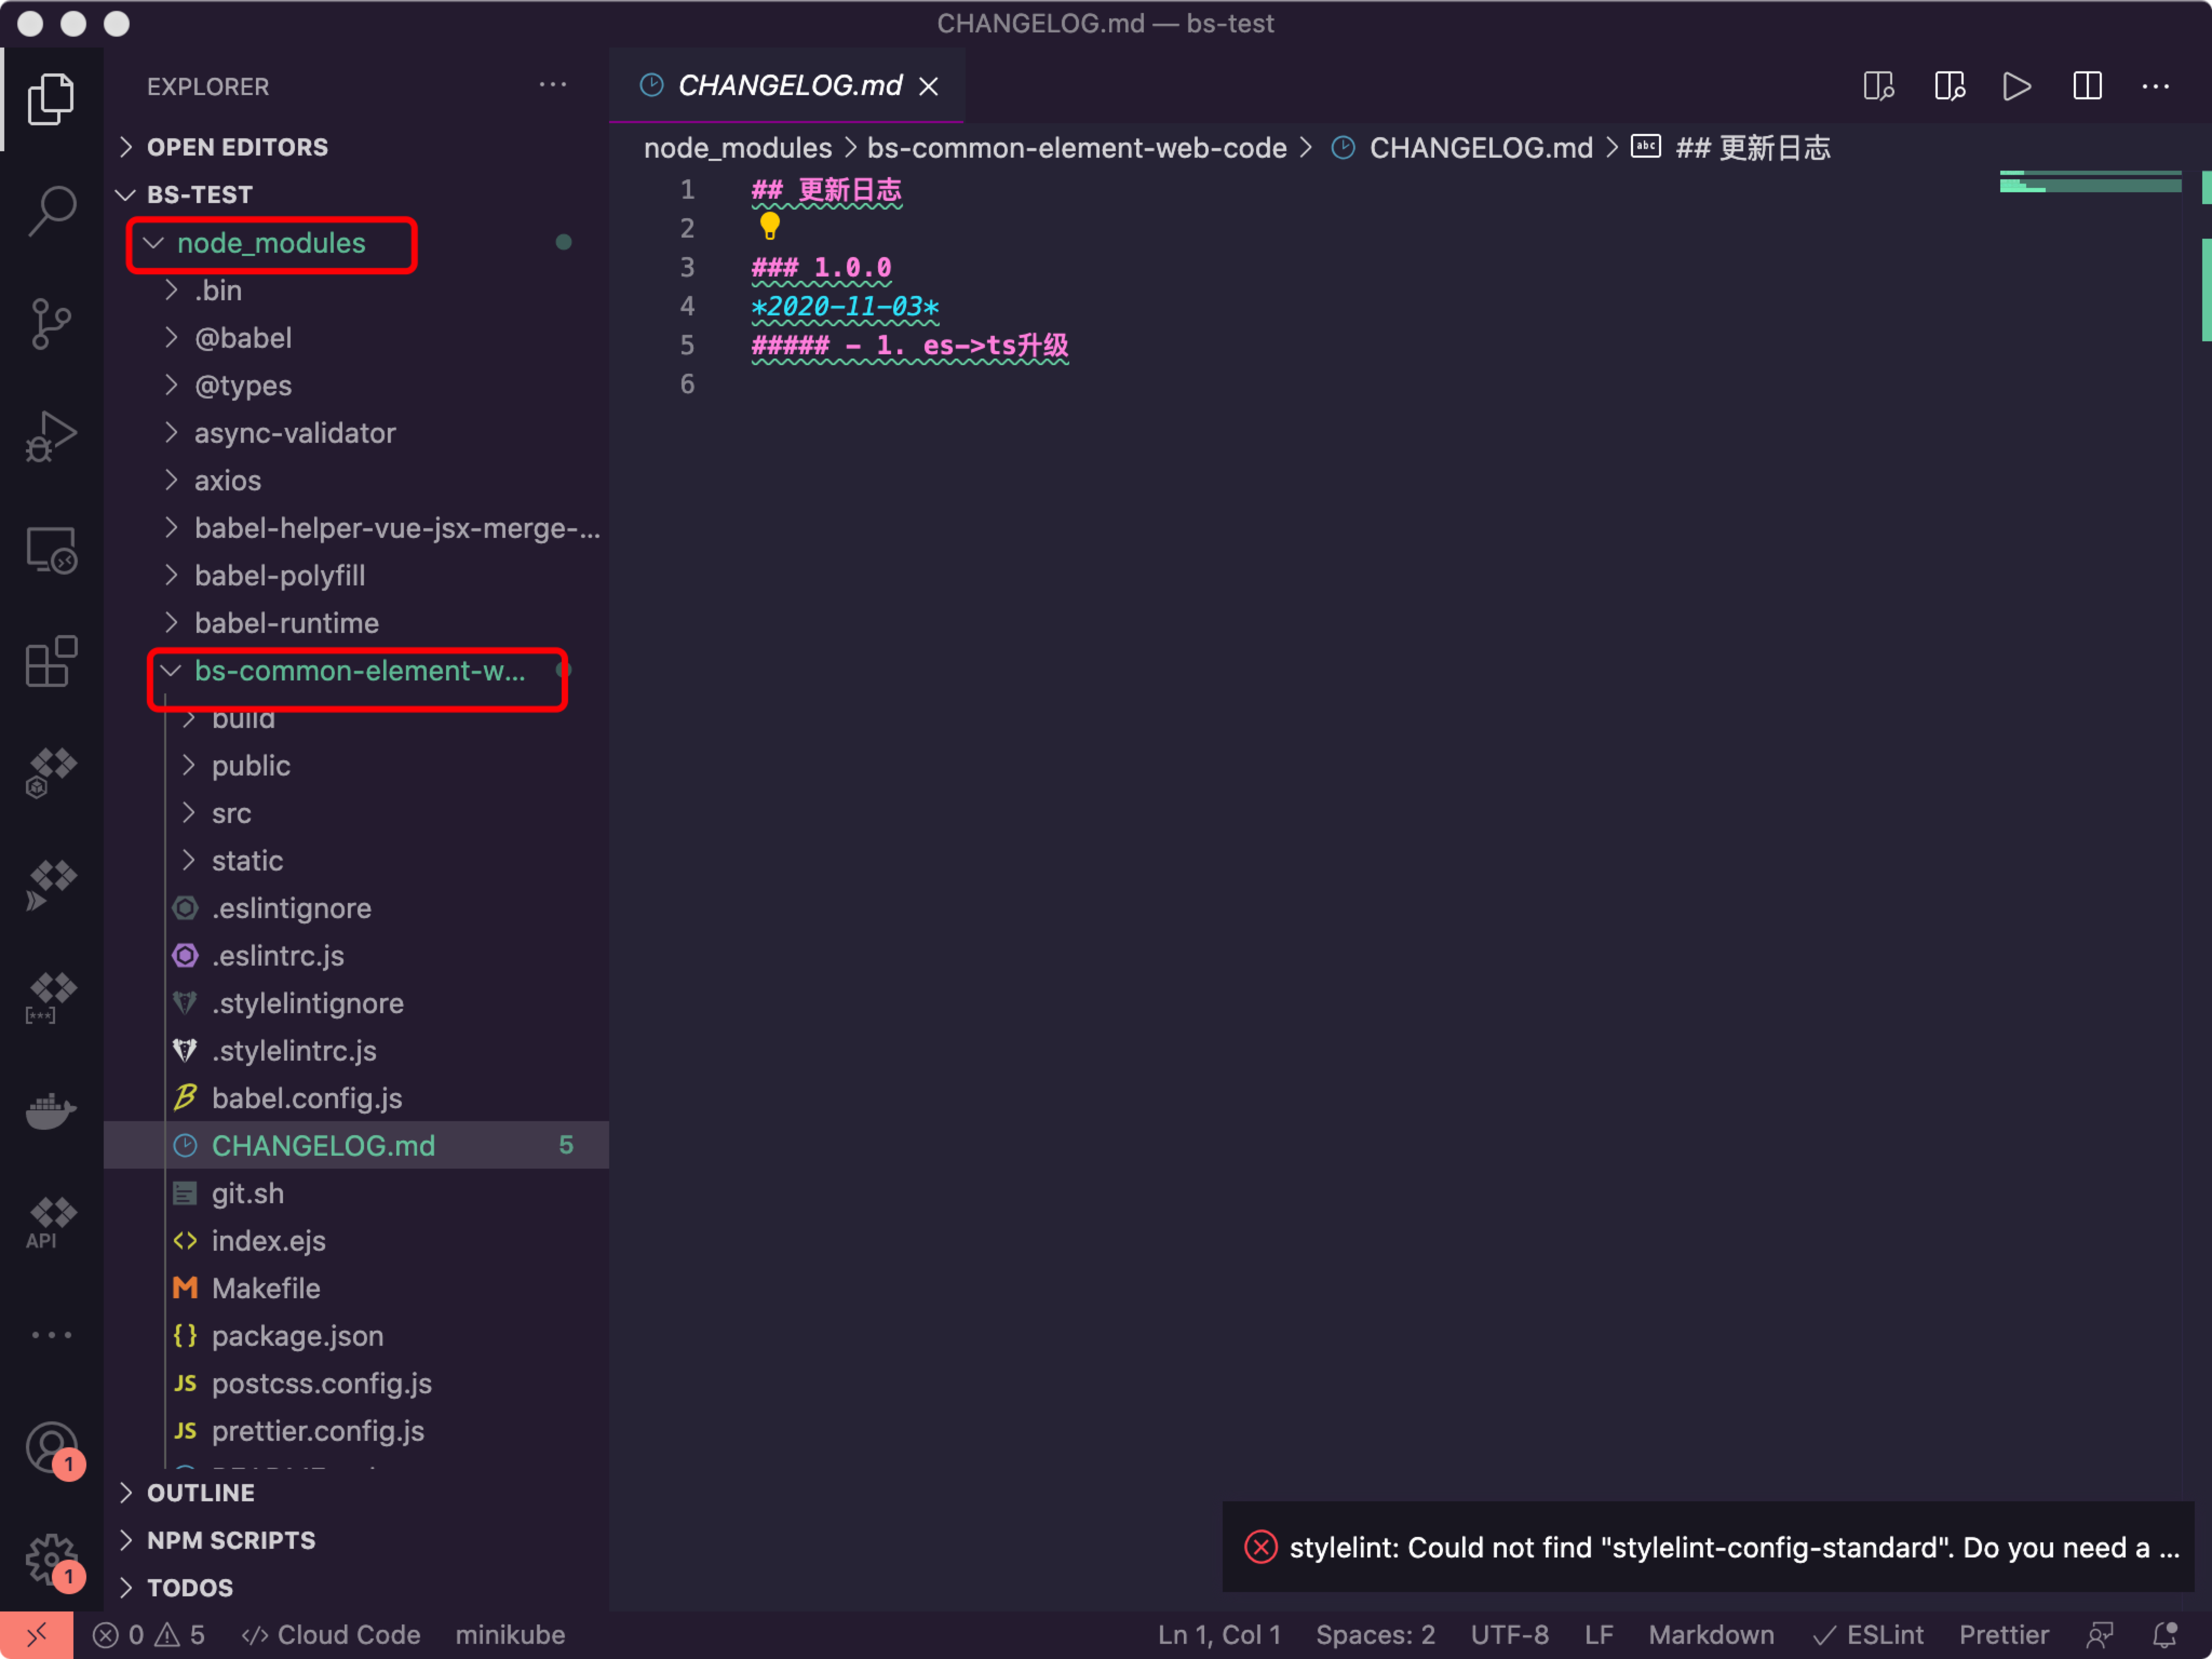 CHANGELOG.md — bs-test
EXPLORER
OPEN EDITORS
BS-TEST
node_modules
.bin
@babel
@types
async-validator
axios
babel-helper-vue-jsx-merge-...
babel-polyfill
babel-runtime
bs-common-element-w...
build
public
src
static
.eslintignore
.eslintrc.js
.stylelintignore
.stylelintrc.js
babel.config.js
CHANGELOG.md 5
git.sh
index.ejs
Makefile
package.json
postcss.config.js
prettier.config.js
OUTLINE
NPM SCRIPTS
TODOS
API
1
1
CHANGELOG.md
node_modules > bs-common-element-web-code > CHANGELOG.md > abc ## 更新日志
1 ## 更新日志
2
3 ### 1.0.0
4 *2020-11-03*
5 ##### - 1. es->ts升级
6
stylelint: Could not find "stylelint-config-standard". Do you need a ...
0 5 Cloud Code minikube Ln 1, Col 1 Spaces: 2 UTF-8 LF Markdown ESLint Prettier